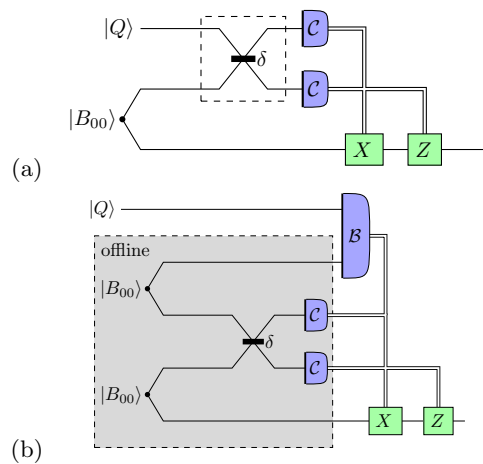 |Q⟩
δ
C
C
|B₀₀⟩
X Z
(a)
|Q⟩
B
offline
|B₀₀⟩
C
δ
C
|B₀₀⟩
X Z
(b)